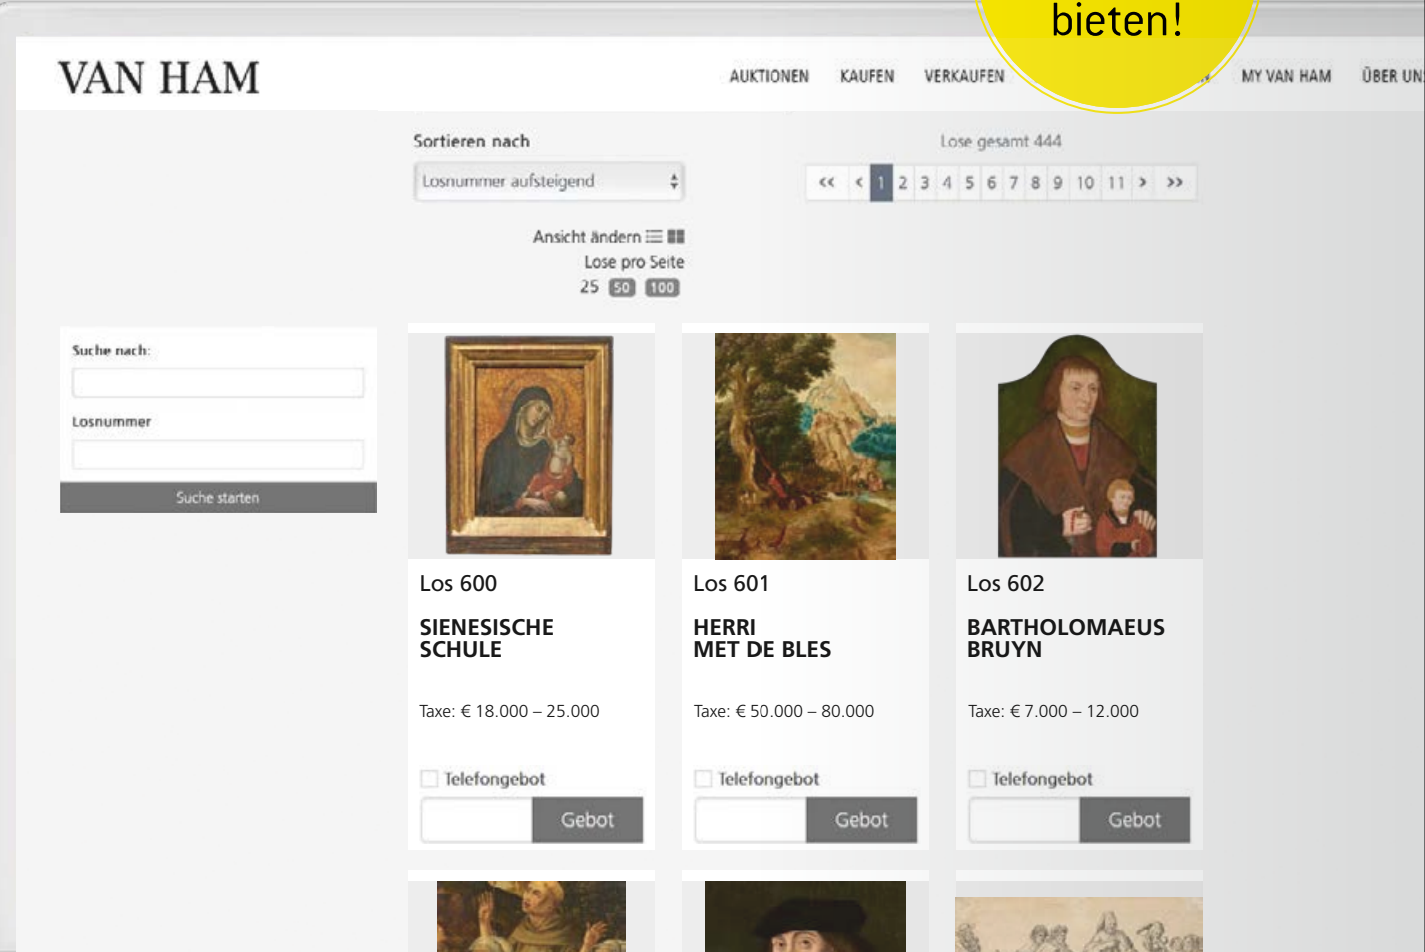 bieten!
VAN HAM
AUKTIONEN KAUFEN VERKAUFEN MY VAN HAM ÜBER UN
Sortieren nach
Lose gesamt 444
Losnummer aufsteigend
<< < 1 2 3 4 5 6 7 8 9 10 11 > >>
Ansicht ändern
Lose pro Seite
25 50 100
Suche nach:
Losnummer
Suche starten
Los 600
SIENESISCHE
SCHULE
Taxe: € 18.000 – 25.000
Telefongebot
Gebot
Los 601
HERRI
MET DE BLES
Taxe: € 50.000 – 80.000
Telefongebot
Gebot
Los 602
BARTHOLOMAEUS
BRUYN
Taxe: € 7.000 – 12.000
Telefongebot
Gebot